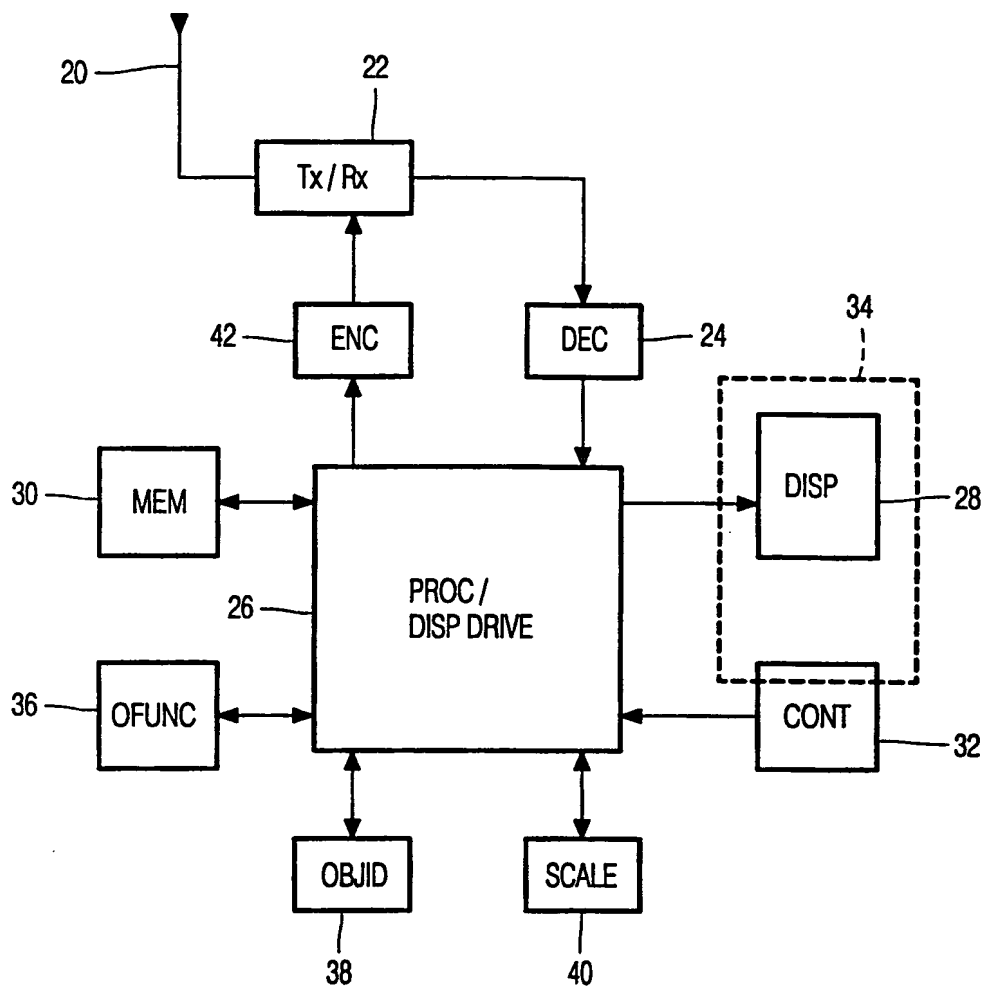 20
22
Tx / Rx
42
ENC
DEC
24
34
30
MEM
DISP
28
26
PROC /
DISP DRIVE
36
OFUNC
CONT
32
OBJID
SCALE
38
40